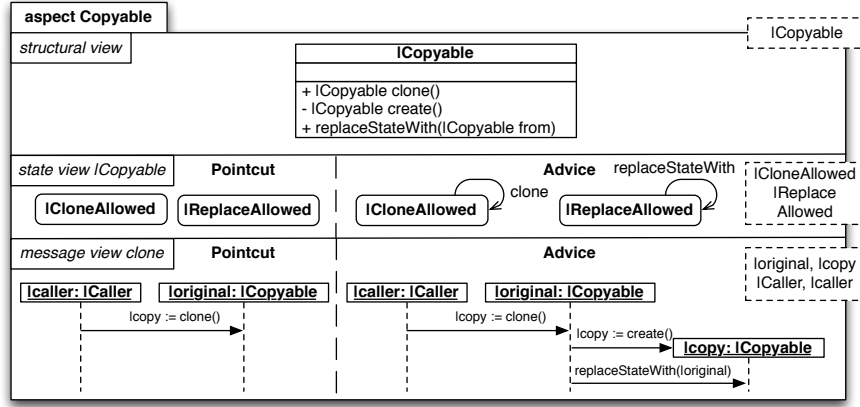 aspect Copyable
structural view
|Copyable
|Copyable
+ |Copyable clone()
- |Copyable create()
+ replaceStateWith(|Copyable from)
state view |Copyable
Pointcut
Advice
|CloneAllowed
|ReplaceAllowed
|CloneAllowed
clone
replaceStateWith
|ReplaceAllowed
|CloneAllowed
|Replace
Allowed
message view clone
Pointcut
Advice
|original, |copy
|Caller, |caller
|caller: |Caller
|original: |Copyable
|copy := clone()
|caller: |Caller
|original: |Copyable
|copy := clone()
|copy := create()
|copy: |Copyable
replaceStateWith(|original)